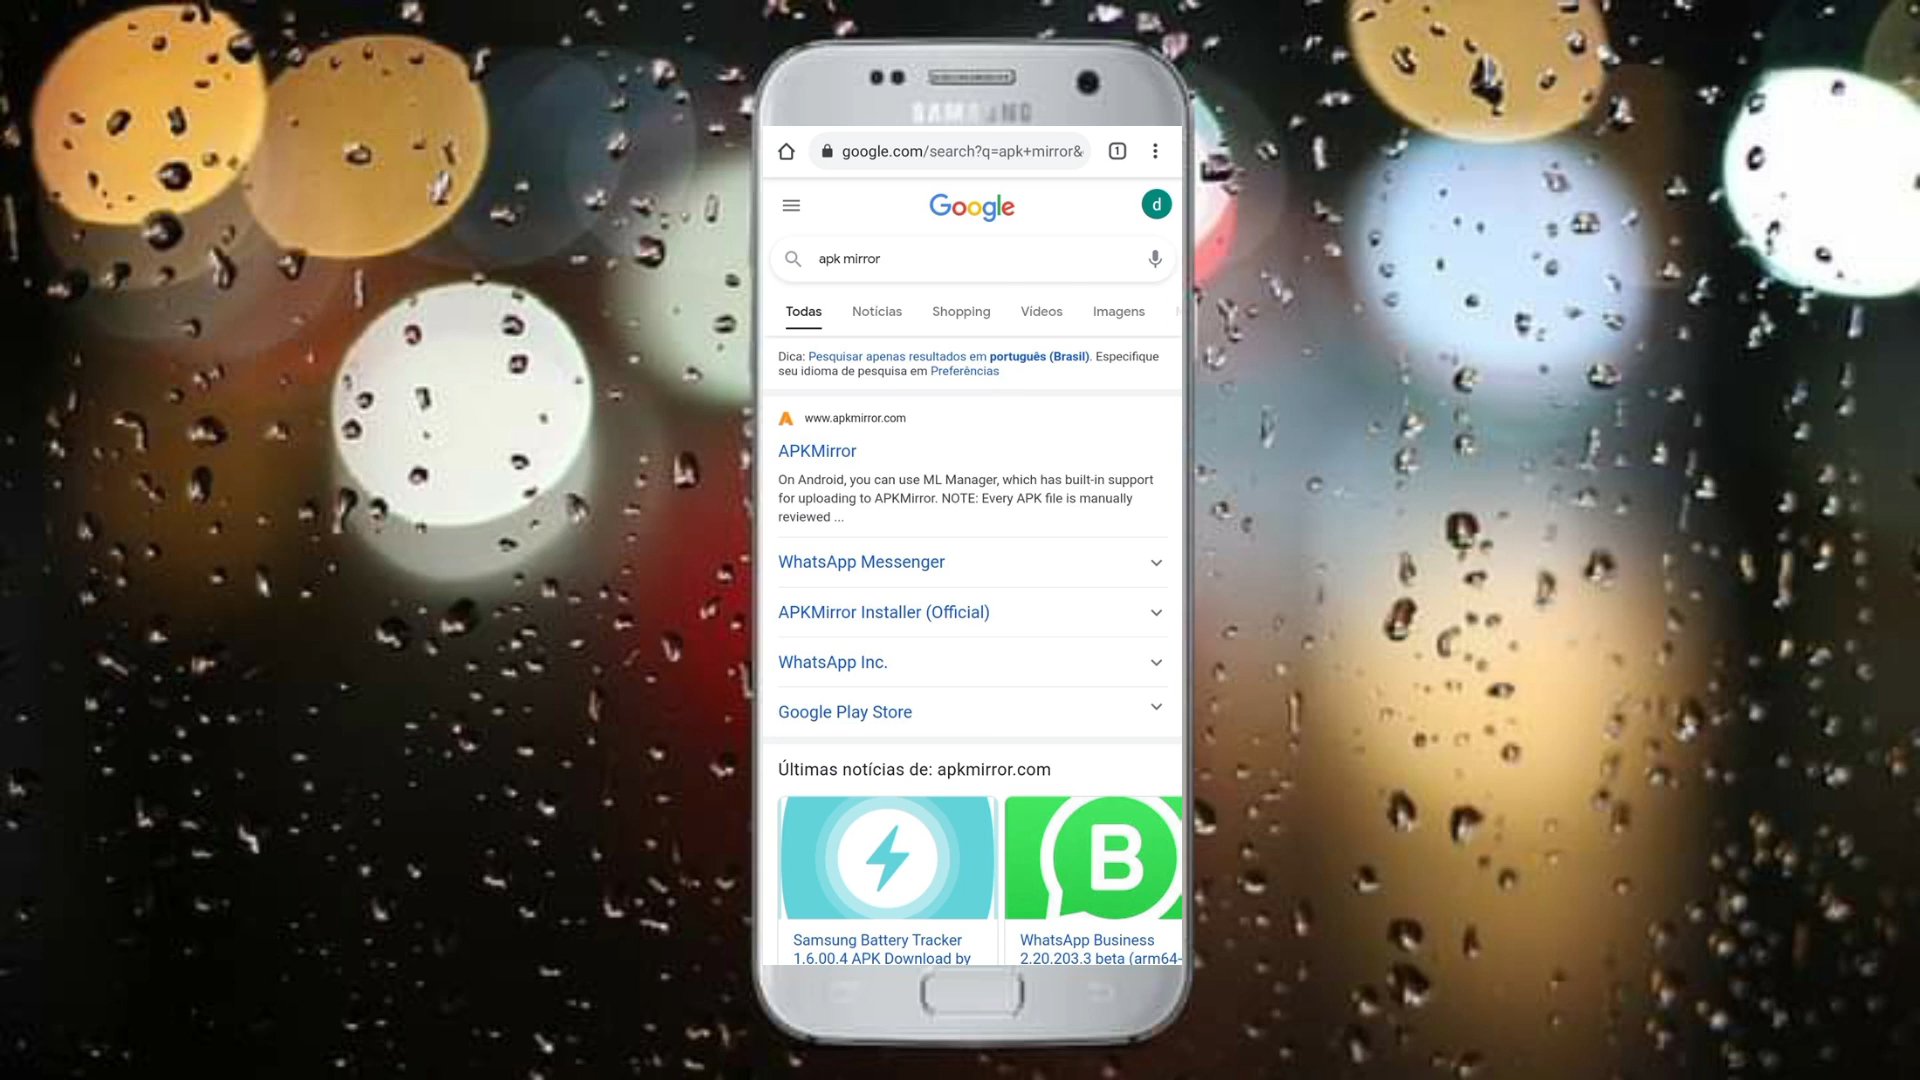 SAMSUNG
google.com/search?q=apk+mirror&
1
Google
d
apk mirror
Todas Notícias Shopping Vídeos Imagens
Dica: Pesquisar apenas resultados em português (Brasil). Especifique
seu idioma de pesquisa em Preferências
www.apkmirror.com
APKMirror
On Android, you can use ML Manager, which has built-in support
for uploading to APKMirror. NOTE: Every APK file is manually
reviewed ...
WhatsApp Messenger
APKMirror Installer (Official)
WhatsApp Inc.
Google Play Store
Últimas notícias de: apkmirror.com
B
Samsung Battery Tracker
1.6.00.4 APK Download by
WhatsApp Business
2.20.203.3 beta (arm64-